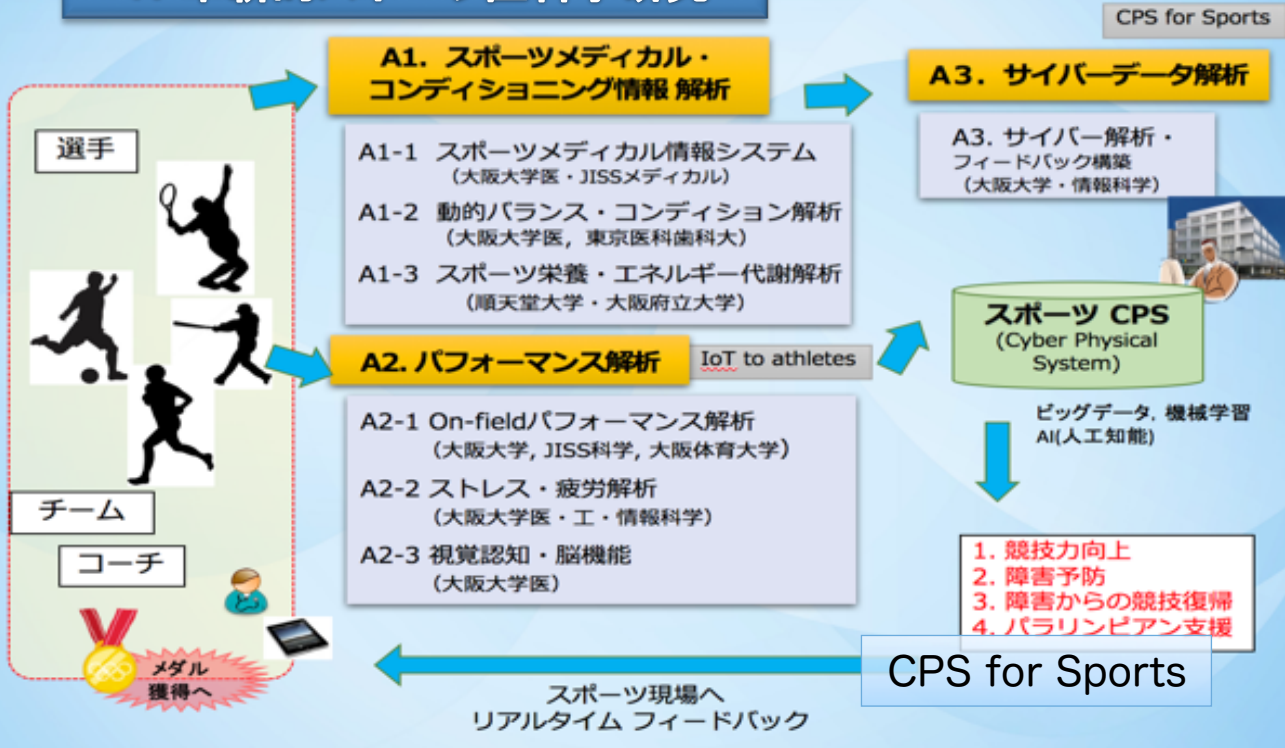 CPS for Sports
A1. スポーツメディカル・
コンディショニング情報 解析
A3. サイバーデータ解析
選手
A1-1 スポーツメディカル情報システム
(大阪大学医・JISSメディカル)
A1-2 動的バランス・コンディション解析
(大阪大学医, 東京医科歯科大)
A1-3 スポーツ栄養・エネルギー代謝解析
(順天堂大学・大阪府立大学)
A3. サイバー解析・
フィードバック構築
(大阪大学・情報科学)
スポーツ CPS
(Cyber Physical
System)
A2. パフォーマンス解析
IoT to athletes
ビッグデータ, 機械学習
AI(人工知能)
A2-1 On-fieldパフォーマンス解析
(大阪大学, JISS科学, 大阪体育大学)
A2-2 ストレス・疲労解析
(大阪大学医・工・情報科学)
A2-3 視覚認知・脳機能
(大阪大学医)
チーム
コーチ
メダル
獲得へ
1. 競技力向上
2. 障害予防
3. 障害からの競技復帰
4. パラリンピアン支援
CPS for Sports
スポーツ現場へ
リアルタイム フィードバック